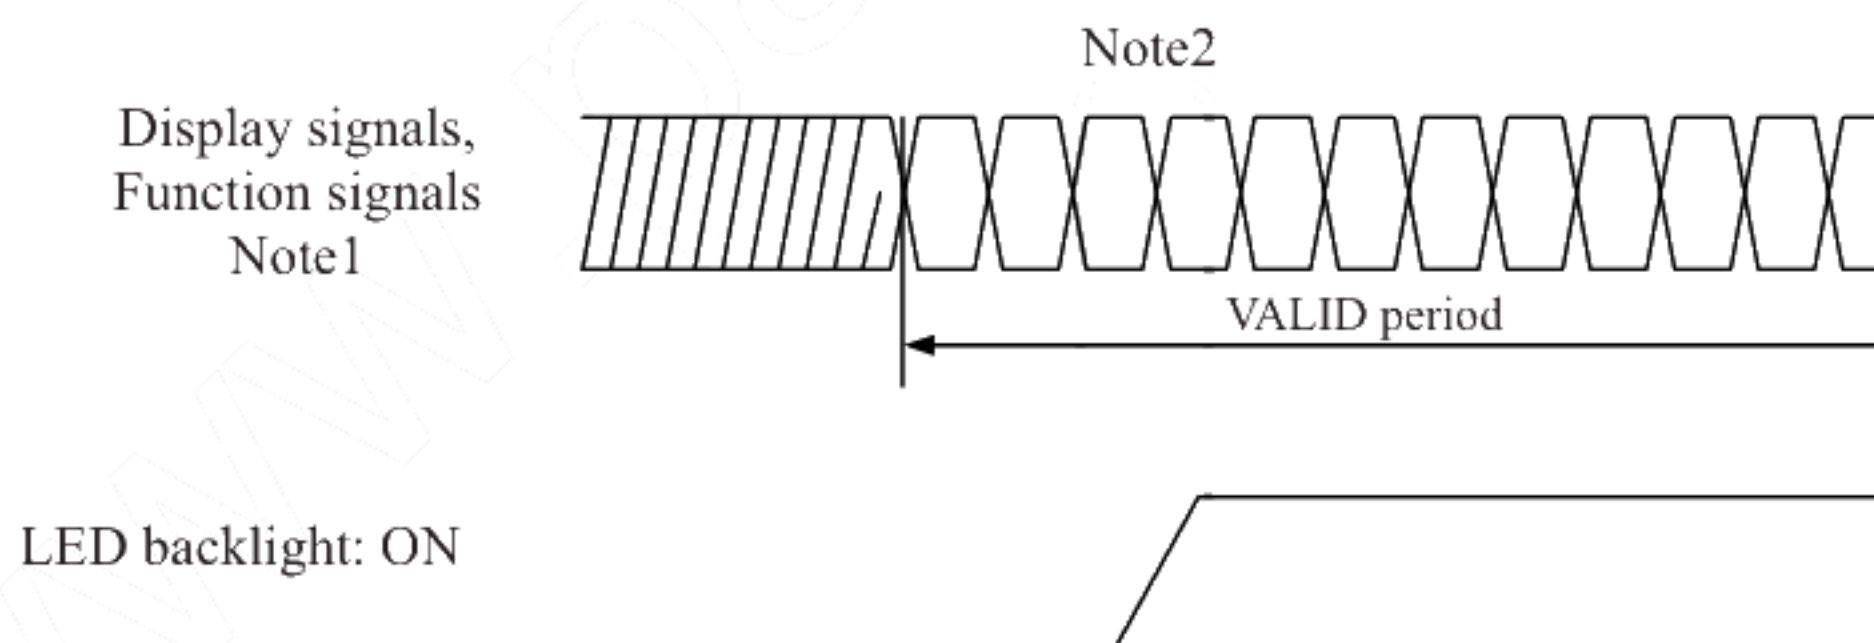 Note2
Display signals,
Function signals
Note1
VALID period
LED backlight: ON